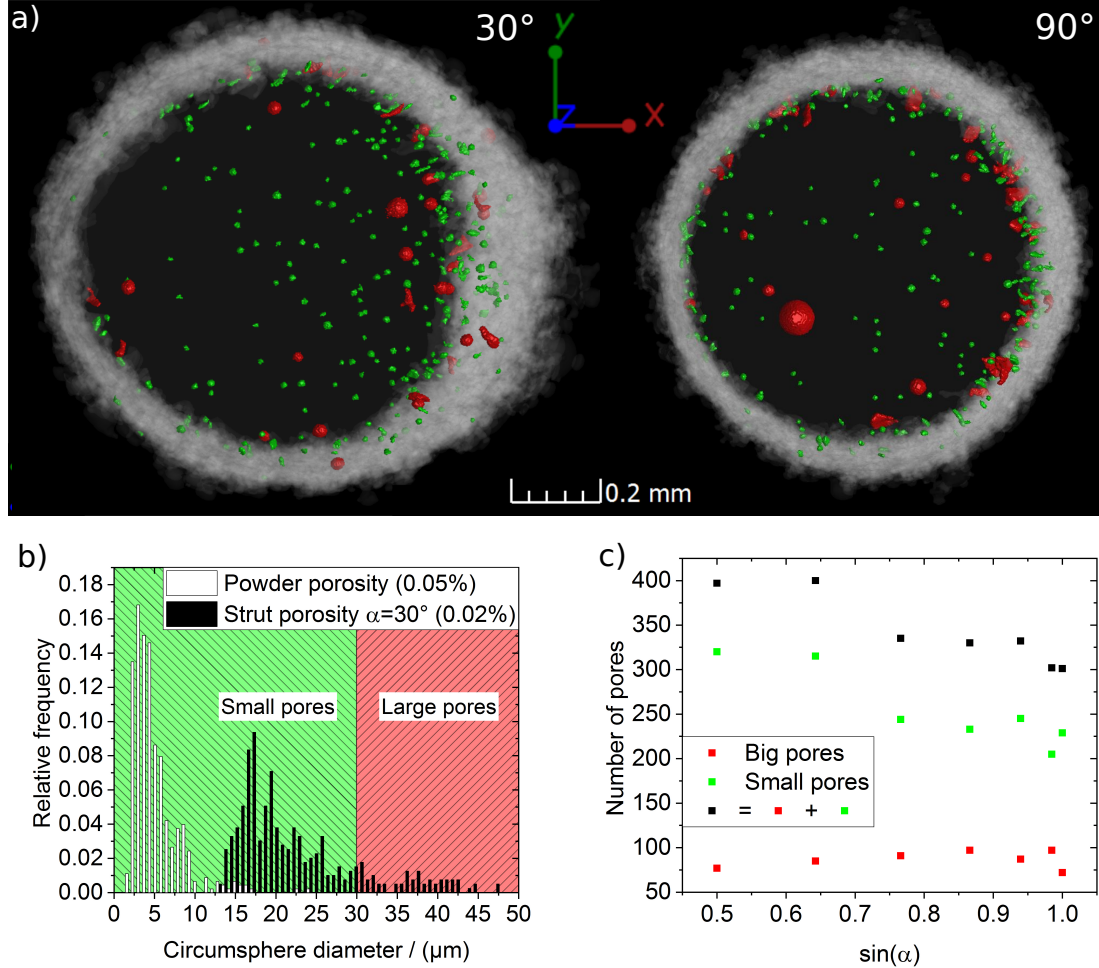 a)
30°
90°
Y
Z
X
0.2 mm
b)
c)
Powder porosity (0.05%)
Strut porosity α=30° (0.02%)
Small pores
Large pores
Relative frequency
0.18
0.16
0.14
0.12
0.10
0.08
0.06
0.04
0.02
0.00
0 5 10 15 20 25 30 35 40 45 50
Circumsphere diameter / (μm)
Number of pores
400
350
300
250
200
150
100
50
Big pores
Small pores
= +
0.5 0.6 0.7 0.8 0.9 1.0
sin(α)